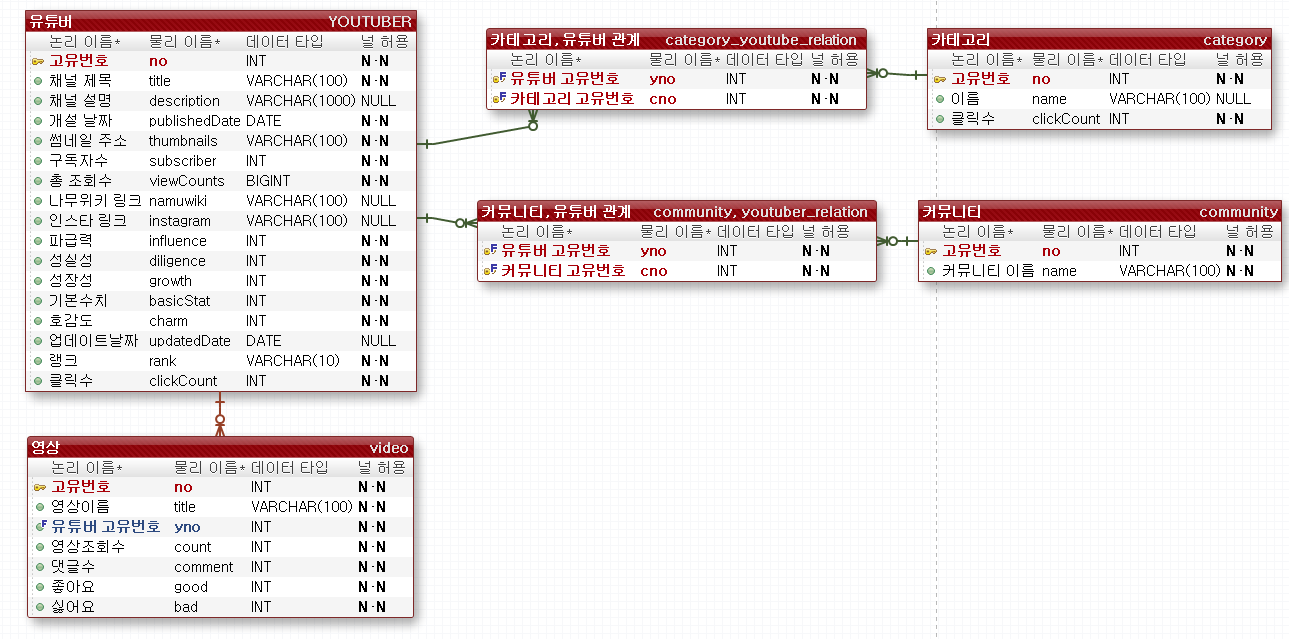 유튜버 YOUTUBER
논리 이름* 물리 이름* 데이터 타입 널 허용
고유번호 no INT N·N
채널 제목 title VARCHAR(100) N·N
채널 설명 description VARCHAR(1000) NULL
개설 날짜 publishedDate DATE N·N
썸네일 주소 thumbnails VARCHAR(100) N·N
구독자수 subscriber INT N·N
총 조회수 viewCounts BIGINT N·N
나무위키 링크 namuwiki VARCHAR(100) NULL
인스타 링크 instagram VARCHAR(100) NULL
파급력 influence INT N·N
성실성 diligence INT N·N
성장성 growth INT N·N
기본수치 basicStat INT N·N
호감도 charm INT N·N
업데이트날짜 updatedDate DATE NULL
랭크 rank VARCHAR(10) N·N
클릭수 clickCount INT N·N
카테고리, 유튜버 관계 category_youtube_relation
논리 이름* 물리 이름* 데이터 타입 널 허용
유튜버 고유번호 yno INT N·N
카테고리 고유번호 cno INT N·N
카테고리 category
논리 이름* 물리 이름* 데이터 타입 널 허용
고유번호 no INT N·N
이름 name VARCHAR(100) NULL
클릭수 clickCount INT N·N
커뮤니티, 유튜버 관계 community, youtuber_relation
논리 이름* 물리 이름* 데이터 타입 널 허용
유튜버 고유번호 yno INT N·N
커뮤니티 고유번호 cno INT N·N
커뮤니티 community
논리 이름* 물리 이름* 데이터 타입 널 허용
고유번호 no INT N·N
커뮤니티 이름 name VARCHAR(100) N·N
영상 video
논리 이름* 물리 이름* 데이터 타입 널 허용
고유번호 no INT N·N
영상이름 title VARCHAR(100) N·N
유튜버 고유번호 yno INT N·N
영상조회수 count INT N·N
댓글수 comment INT N·N
좋아요 good INT N·N
싫어요 bad INT N·N